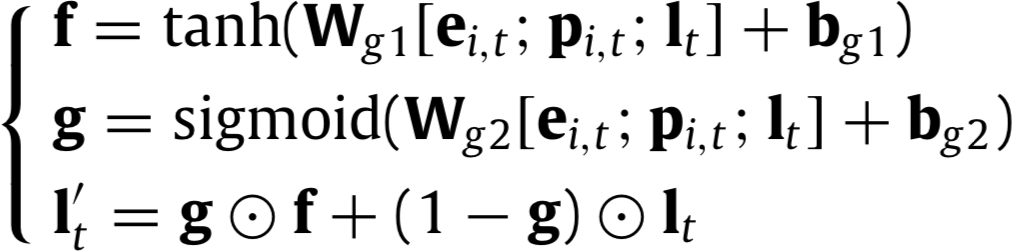 f = tanh(W_{g1}[e_{i,t}; p_{i,t}; l_t] + b_{g1})
g = sigmoid(W_{g2}[e_{i,t}; p_{i,t}; l_t] + b_{g2})
l'_t = g ⊙ f + (1 − g) ⊙ l_t